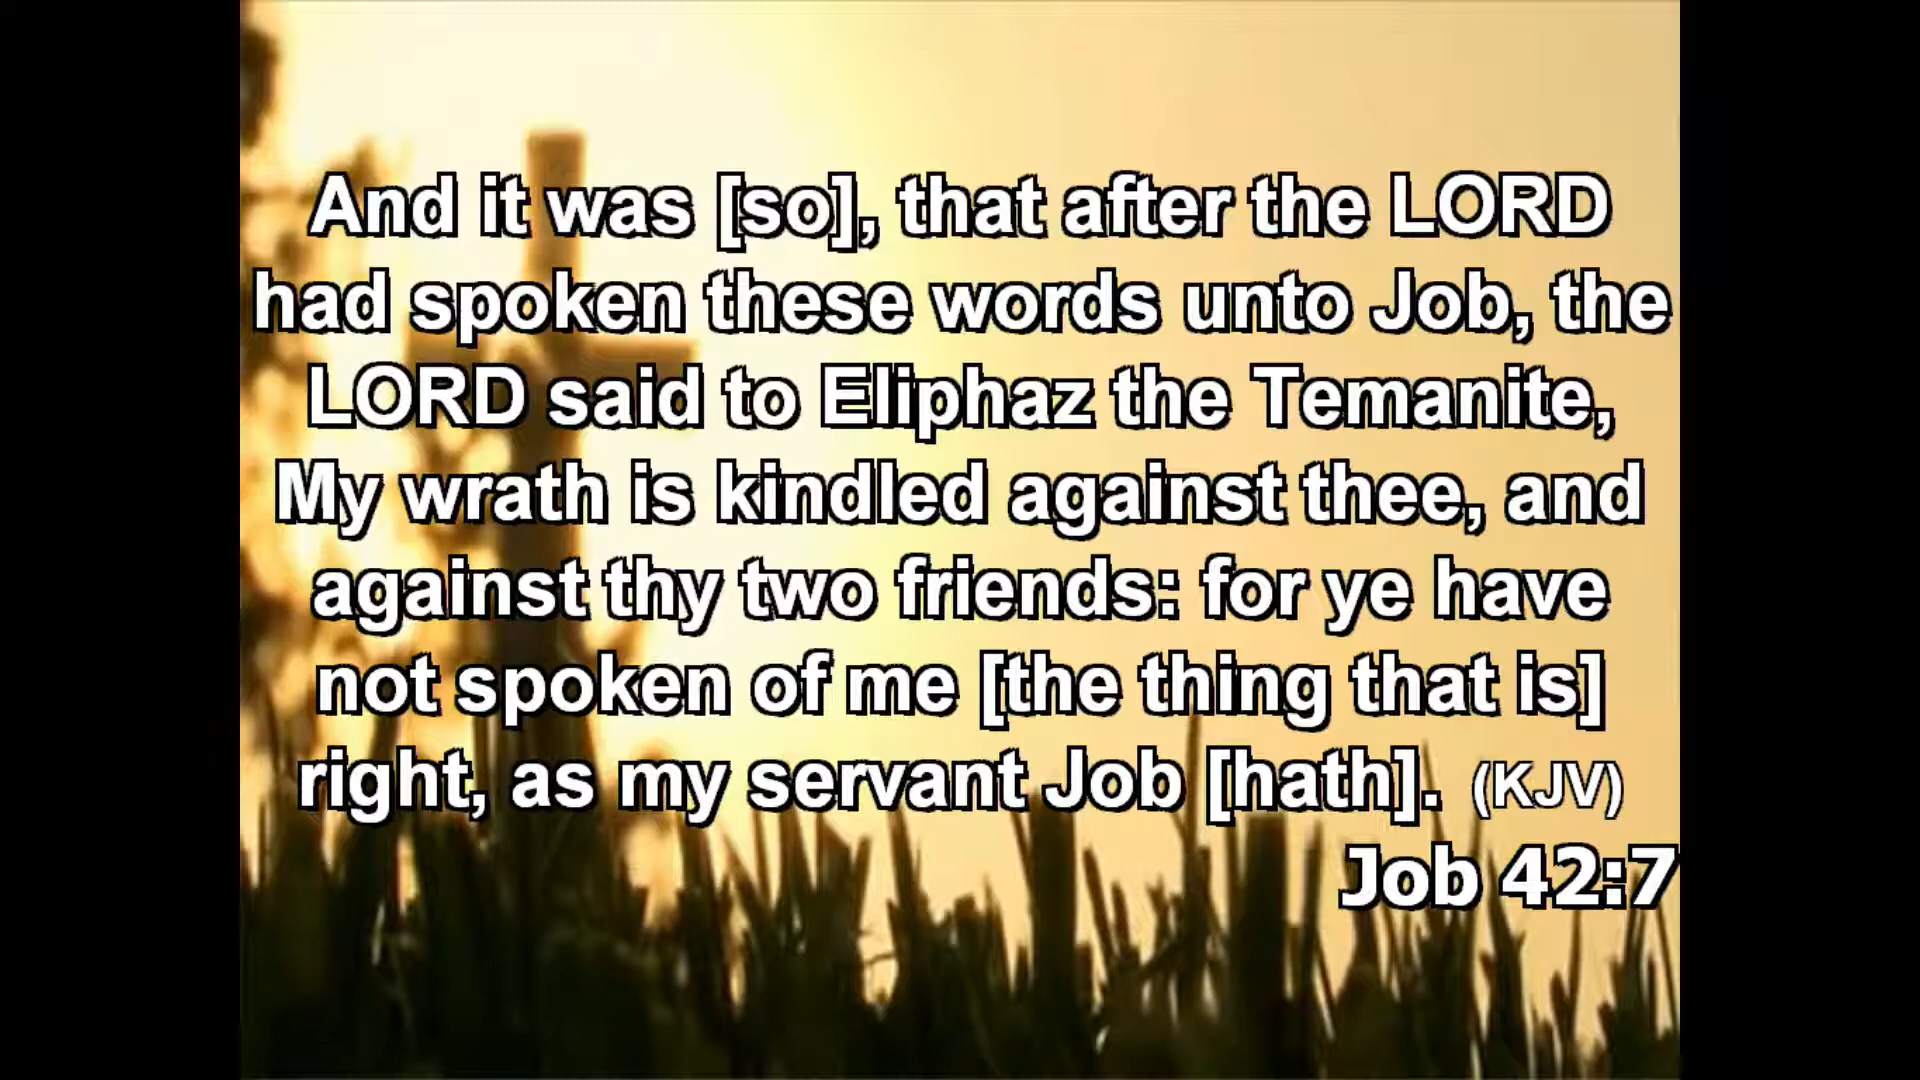 And it was [so], that after the LORD
had spoken these words unto Job, the
LORD said to Eliphaz the Temanite,
My wrath is kindled against thee, and
against thy two friends: for ye have
not spoken of me [the thing that is]
right, as my servant Job [hath]. (KJV)
Job 42:7